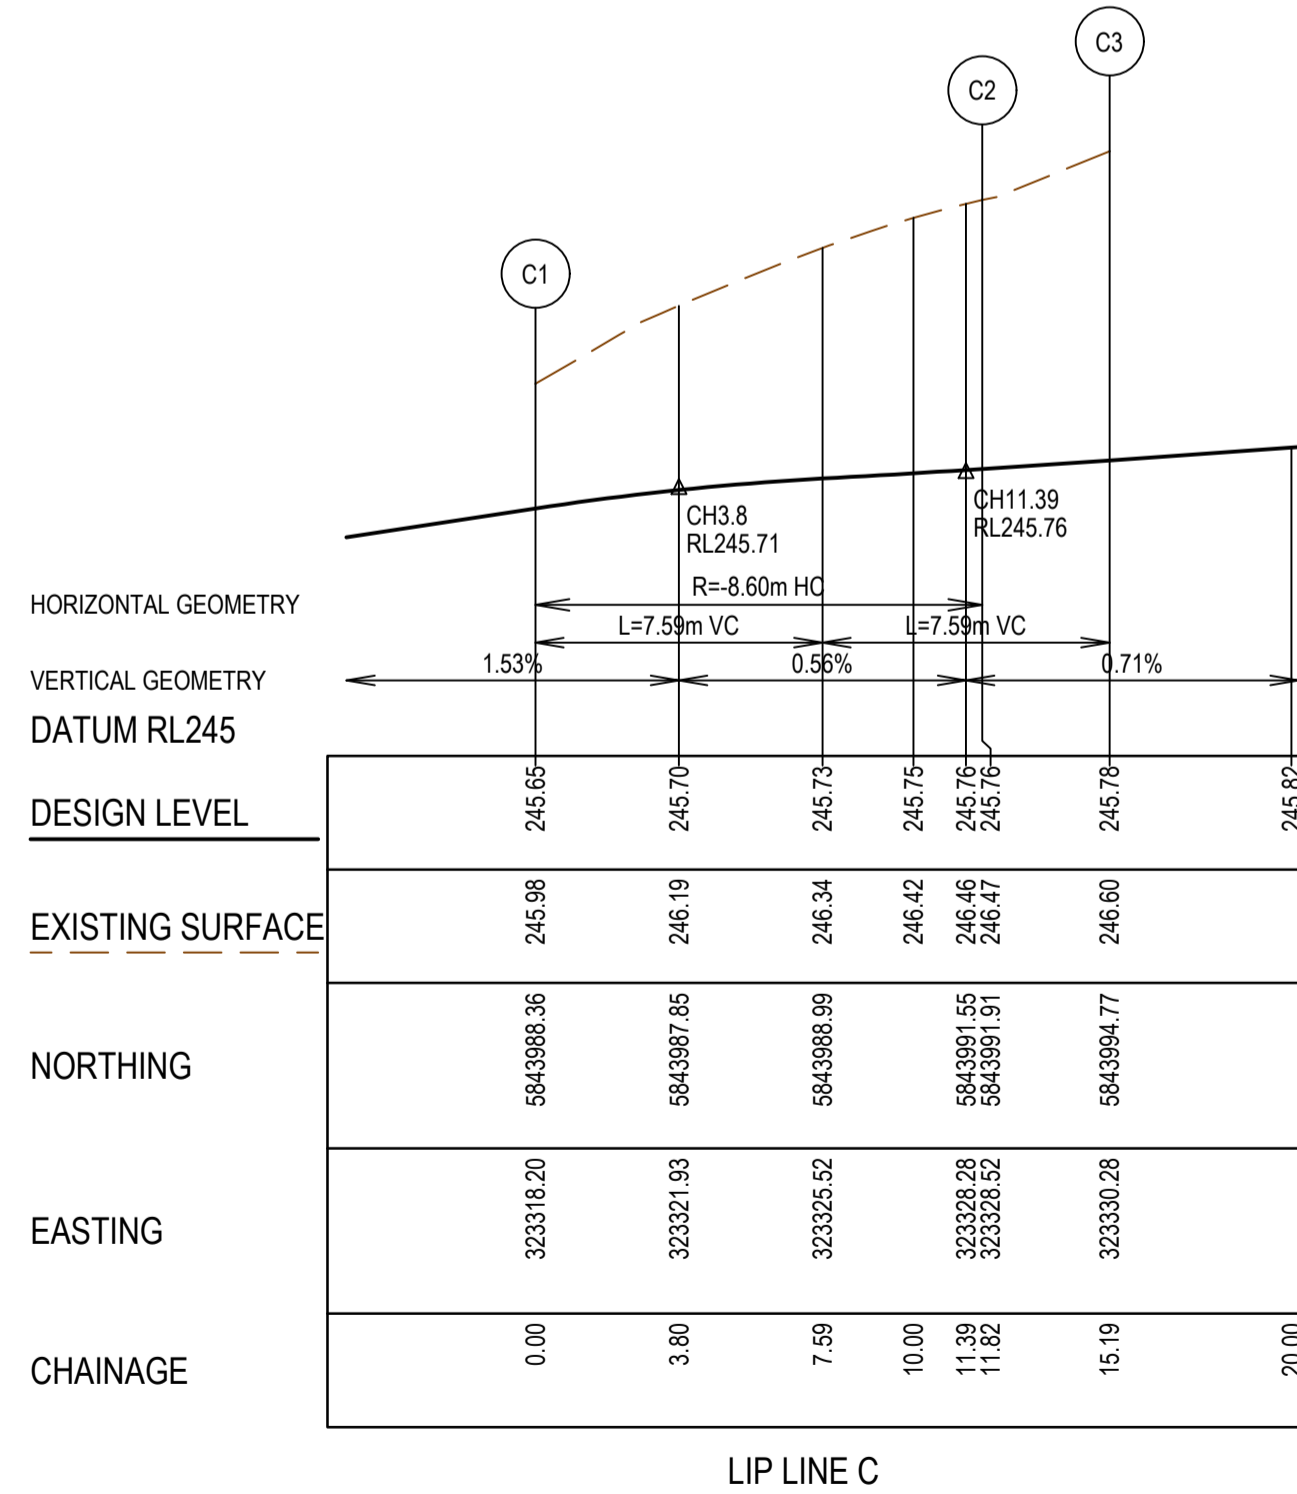 C3
C2
C1
CH3.8
RL245.71
CH11.39
RL245.76
HORIZONTAL GEOMETRY
R=-8.60m HC
L=7.59m VC
L=7.59m VC
VERTICAL GEOMETRY
1.53%
0.56%
0.71%
DATUM RL245
DESIGN LEVEL
245.65
245.70
245.73
245.75
245.76
245.76
245.78
245.82
EXISTING SURFACE
245.98
246.19
246.34
246.42
246.46
246.47
246.60
NORTHING
5843988.36
5843987.85
5843988.99
5843991.55
5843991.91
5843994.77
EASTING
323318.20
323321.93
323325.52
323328.28
323328.52
323330.28
CHAINAGE
0.00
3.80
7.59
10.00
11.39
11.82
15.19
20.00
LIP LINE C